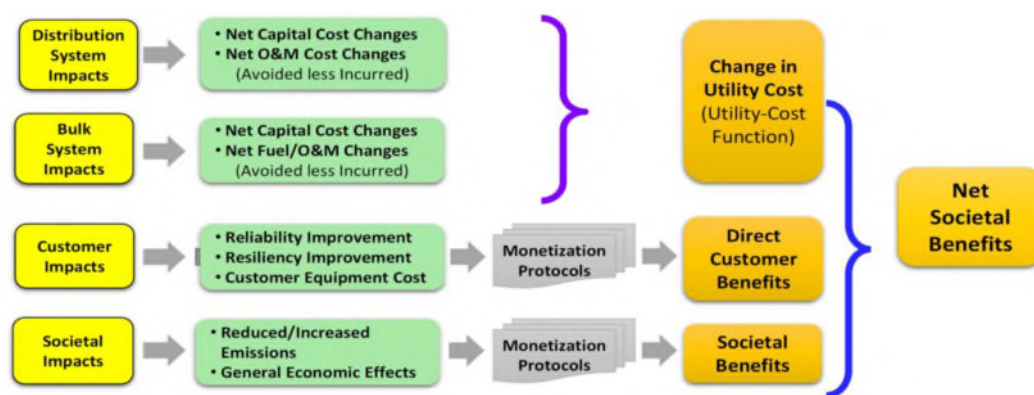 Distribution
System
Impacts
• Net Capital Cost Changes
• Net O&M Cost Changes
(Avoided less Incurred)
Bulk
System
Impacts
• Net Capital Cost Changes
• Net Fuel/O&M Changes
(Avoided less Incurred)
Change in
Utility Cost
(Utility-Cost
Function)
Customer
Impacts
• Reliability Improvement
• Resiliency Improvement
• Customer Equipment Cost
Monetization
Protocols
Direct
Customer
Benefits
Societal
Impacts
• Reduced/Increased
Emissions
• General Economic Effects
Monetization
Protocols
Societal
Benefits
Net
Societal
Benefits